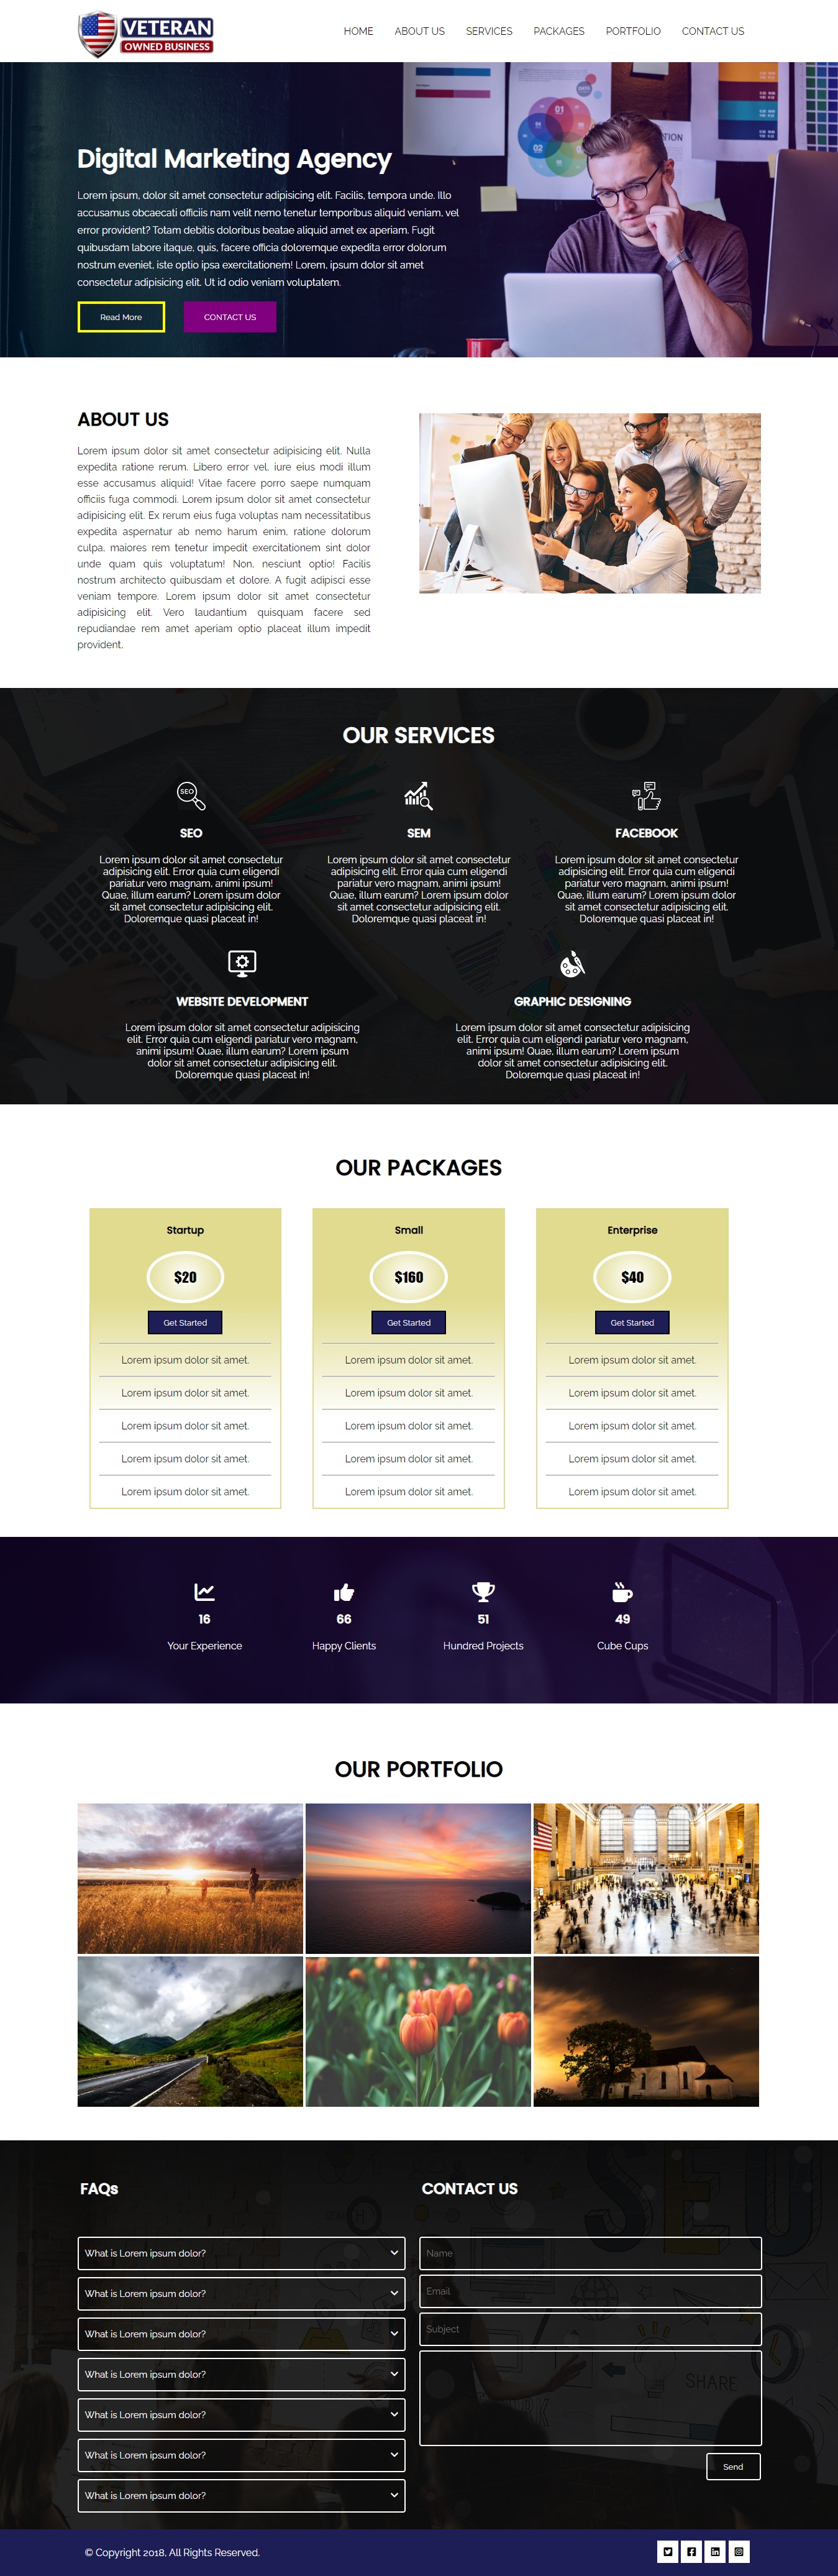 VETERAN
OWNED BUSINESS
HOME ABOUT US SERVICES PACKAGES PORTFOLIO CONTACT US
Digital Marketing Agency
Lorem ipsum, dolor sit amet consectetur adipisicing elit. Facilis, tempora unde. Illo
accusamus obcaecati officiis nam velit nemo tenetur temporibus aliquid veniam, vel
error provident? Totam debitis doloribus beatae aliquid amet ex aperiam. Fugit
quibusdam labore itaque, quis, facere officia doloremque expedita error dolorum
nostrum eveniet, iste optio ipsa exercitationem! Lorem, ipsum dolor sit amet
consectetur adipisicing elit. Ut id odio veniam voluptatem.
Read More CONTACT US
ABOUT US
Lorem ipsum dolor sit amet consectetur adipisicing elit. Nulla
expedita ratione rerum. Libero error vel, iure eius modi illum
esse accusamus aliquid! Vitae facere porro saepe numquam
officiis fuga commodi. Lorem ipsum dolor sit amet consectetur
adipisicing elit. Ex rerum eius fuga voluptas nam necessitatibus
expedita aspernatur ab nemo harum enim, ratione dolorum
culpa, maiores rem tenetur impedit exercitationem sint dolor
unde quam quis voluptatum! Non, nesciunt optio! Facilis
nostrum architecto quibusdam et dolore. A fugit adipisci esse
veniam tempore. Lorem ipsum dolor sit amet consectetur
adipisicing elit. Vero laudantium quisquam facere sed
repudiandae rem amet aperiam optio placeat illum impedit
provident.
OUR SERVICES
SEO
SEO
Lorem ipsum dolor sit amet consectetur
adipisicing elit. Error quia cum eligendi
pariatur vero magnam, animi ipsum!
Quae, illum earum? Lorem ipsum dolor
sit amet consectetur adipisicing elit.
Doloremque quasi placeat in!
SEM
Lorem ipsum dolor sit amet consectetur
adipisicing elit. Error quia cum eligendi
pariatur vero magnam, animi ipsum!
Quae, illum earum? Lorem ipsum dolor
sit amet consectetur adipisicing elit.
Doloremque quasi placeat in!
FACEBOOK
Lorem ipsum dolor sit amet consectetur
adipisicing elit. Error quia cum eligendi
pariatur vero magnam, animi ipsum!
Quae, illum earum? Lorem ipsum dolor
sit amet consectetur adipisicing elit.
Doloremque quasi placeat in!
WEBSITE DEVELOPMENT
Lorem ipsum dolor sit amet consectetur adipisicing
elit. Error quia cum eligendi pariatur vero magnam,
animi ipsum! Quae, illum earum? Lorem ipsum
dolor sit amet consectetur adipisicing elit.
Doloremque quasi placeat in!
GRAPHIC DESIGNING
Lorem ipsum dolor sit amet consectetur adipisicing
elit. Error quia cum eligendi pariatur vero magnam,
animi ipsum! Quae, illum earum? Lorem ipsum
dolor sit amet consectetur adipisicing elit.
Doloremque quasi placeat in!
OUR PACKAGES
Startup
$20
Get Started
Lorem ipsum dolor sit amet.
Lorem ipsum dolor sit amet.
Lorem ipsum dolor sit amet.
Lorem ipsum dolor sit amet.
Lorem ipsum dolor sit amet.
Small
$160
Get Started
Lorem ipsum dolor sit amet.
Lorem ipsum dolor sit amet.
Lorem ipsum dolor sit amet.
Lorem ipsum dolor sit amet.
Lorem ipsum dolor sit amet.
Enterprise
$40
Get Started
Lorem ipsum dolor sit amet.
Lorem ipsum dolor sit amet.
Lorem ipsum dolor sit amet.
Lorem ipsum dolor sit amet.
Lorem ipsum dolor sit amet.
16
Your Experience
66
Happy Clients
51
Hundred Projects
49
Cube Cups
OUR PORTFOLIO
FAQs
What is Lorem ipsum dolor?
What is Lorem ipsum dolor?
What is Lorem ipsum dolor?
What is Lorem ipsum dolor?
What is Lorem ipsum dolor?
What is Lorem ipsum dolor?
What is Lorem ipsum dolor?
CONTACT US
Name
Email
Subject
SHARE
Send
© Copyright 2018, All Rights Reserved.